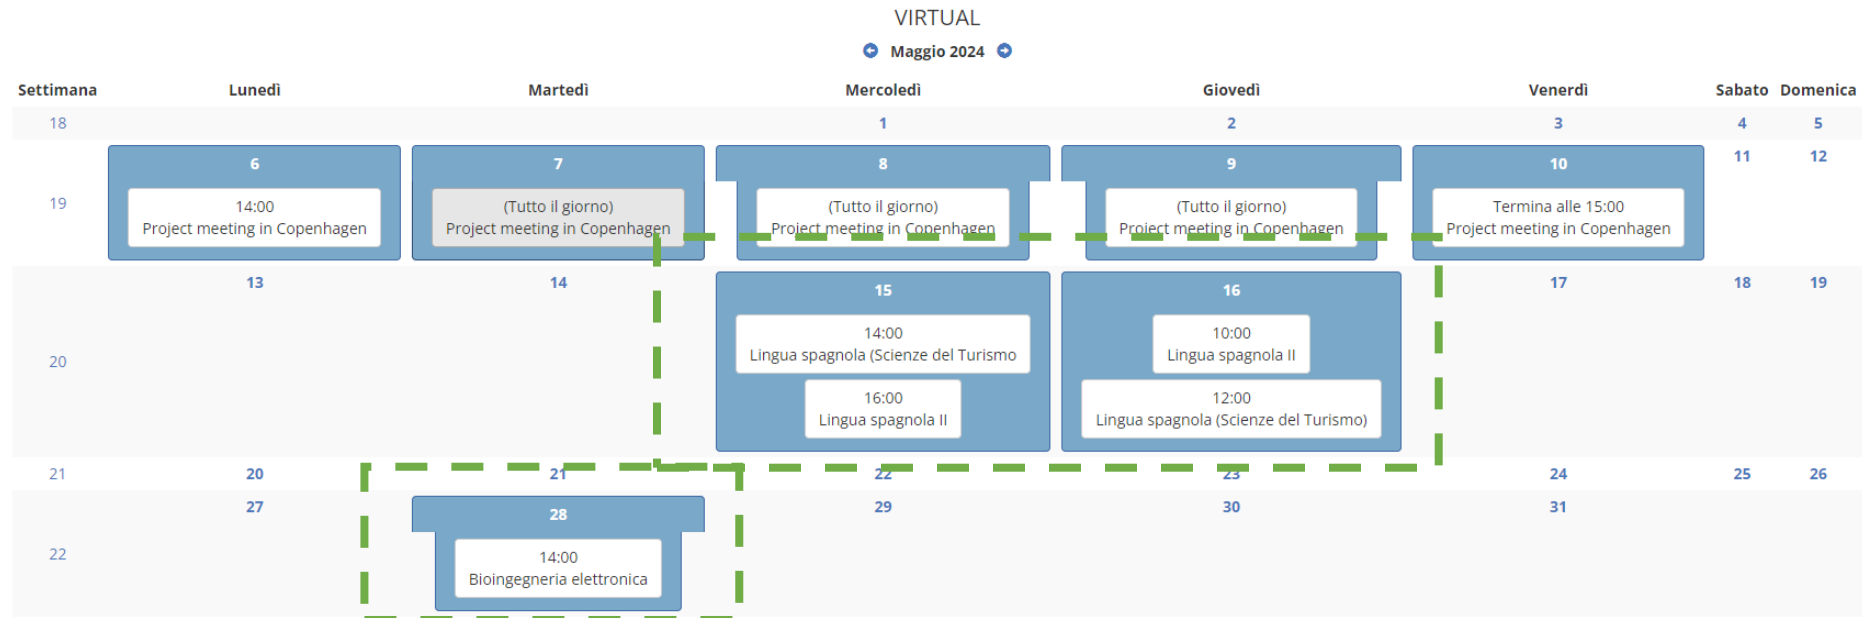 VIRTUAL
Maggio 2024
Settimana Lunedì Martedì Mercoledì Giovedì Venerdì Sabato Domenica
18 1 2 3 4 5
19 6 7 8 9 10 11 12
14:00 (Tutto il giorno) (Tutto il giorno) (Tutto il giorno) Termina alle 15:00
Project meeting in Copenhagen Project meeting in Copenhagen Project meeting in Copenhagen Project meeting in Copenhagen Project meeting in Copenhagen
20 13 14 15 16 17 18 19
14:00 10:00
Lingua spagnola (Scienze del Turismo Lingua spagnola II
16:00 12:00
Lingua spagnola II Lingua spagnola (Scienze del Turismo)
21 20 21 22 23 24 25 26
22 27 28 29 30 31
14:00
Bioingegneria elettronica